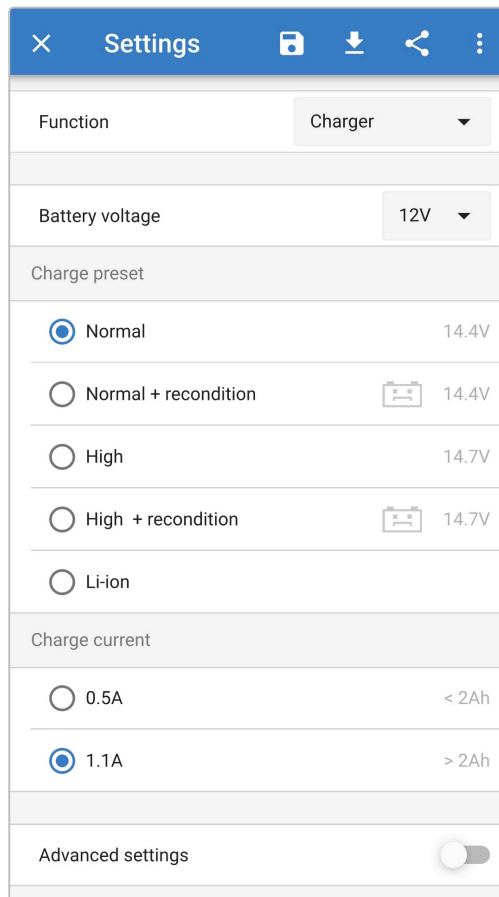 Settings
Function Charger
Battery voltage 12V
Charge preset
Normal 14.4V
Normal + recondition 14.4V
High 14.7V
High + recondition 14.7V
Li-ion
Charge current
0.5A < 2Ah
1.1A > 2Ah
Advanced settings